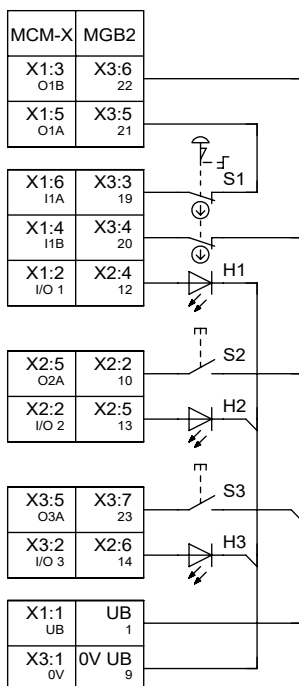 MCM-X MGB2
X1:3 X3:6
O1B 22
X1:5 X3:5
O1A 21
X1:6 X3:3
I1A 19
S1
X1:4 X3:4
I1B 20
X1:2 X2:4
I/O 1 12
H1
X2:5 X2:2
O2A 10
S2
X2:2 X2:5
I/O 2 13
H2
X3:5 X3:7
O3A 23
S3
X3:2 X2:6
I/O 3 14
H3
X1:1 UB
UB 1
X3:1 0V UB
0V 9